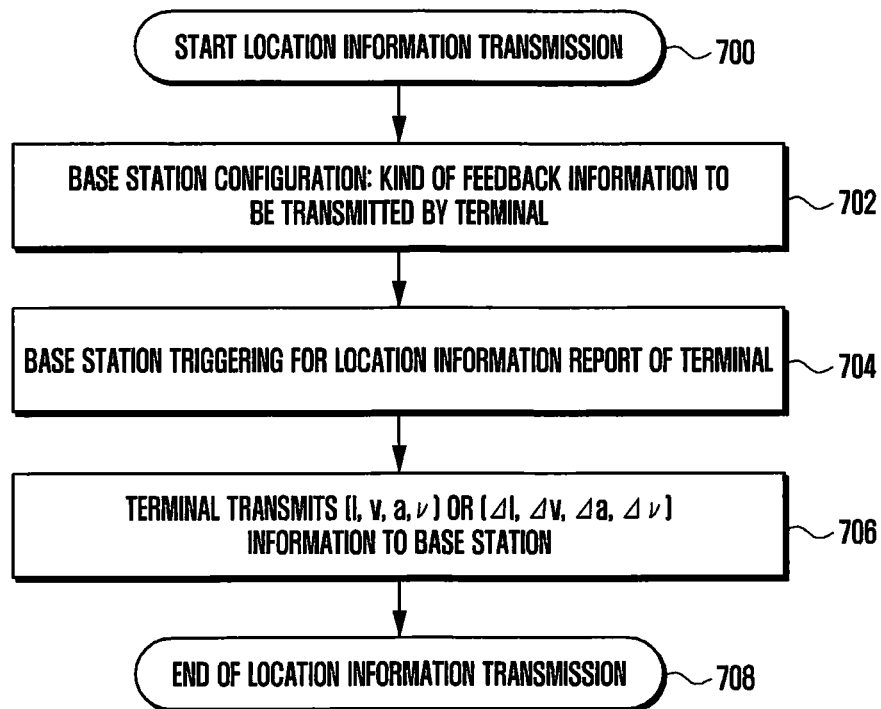 START LOCATION INFORMATION TRANSMISSION
700
BASE STATION CONFIGURATION: KIND OF FEEDBACK INFORMATION TO
BE TRANSMITTED BY TERMINAL
702
BASE STATION TRIGGERING FOR LOCATION INFORMATION REPORT OF TERMINAL
704
TERMINAL TRANSMITS (l, v, a, ν) OR (Δl, Δv, Δa, Δν)
INFORMATION TO BASE STATION
706
END OF LOCATION INFORMATION TRANSMISSION
708